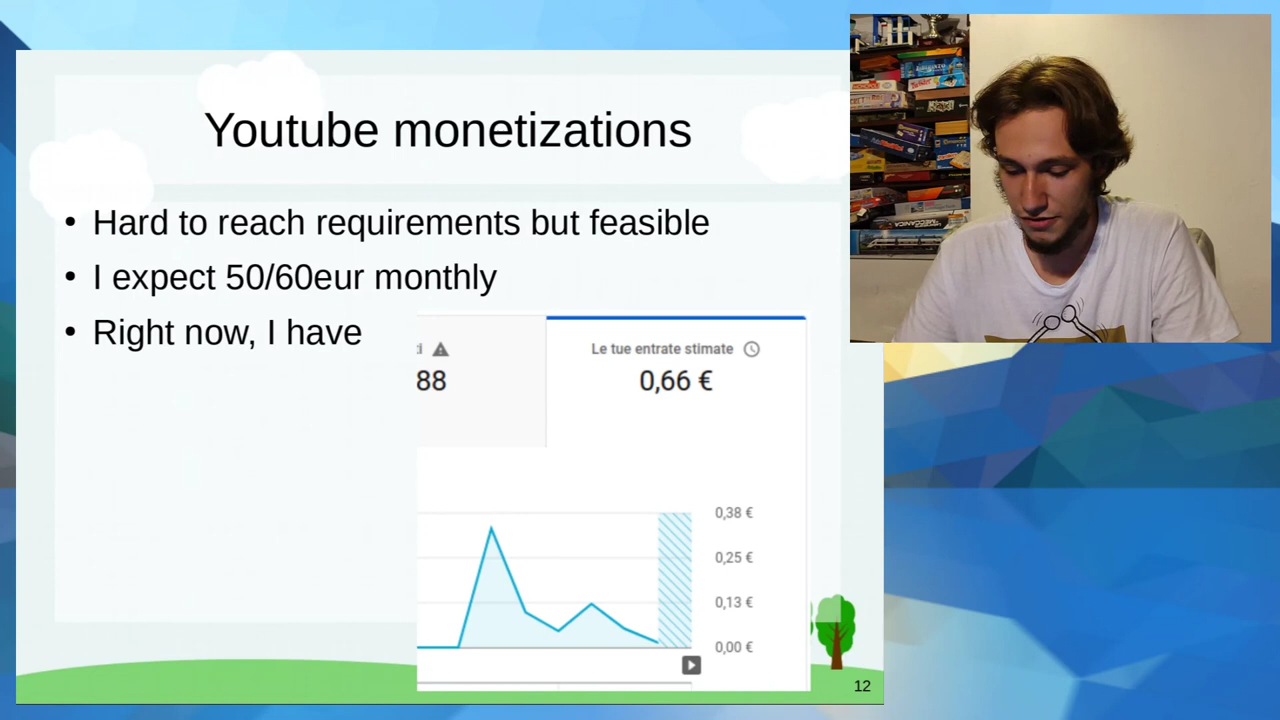 Youtube monetizations
• Hard to reach requirements but feasible
• I expect 50/60eur monthly
• Right now, I have
Le tue entrate stimate
88
0,66 €
0,38 €
0,25 €
0,13 €
0,00 €
12
MECCANICA